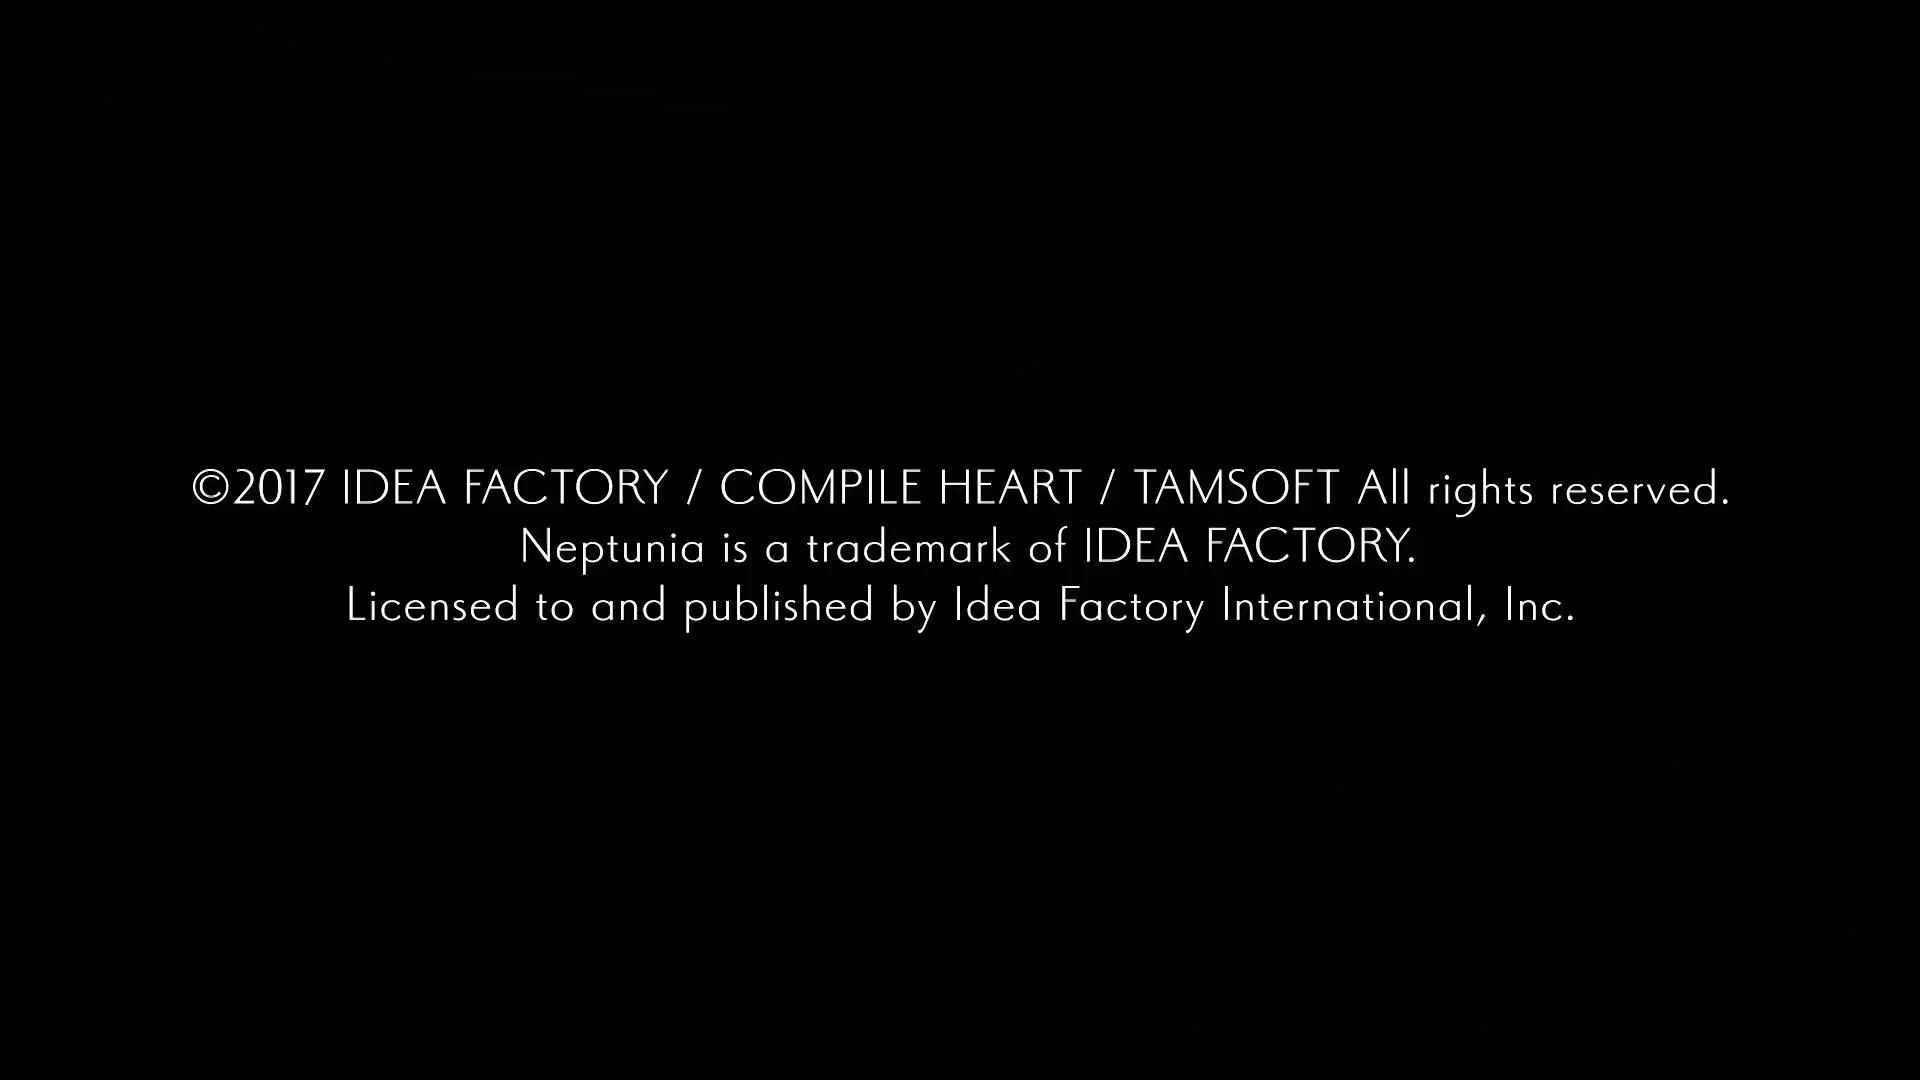 ©2017 IDEA FACTORY / COMPILE HEART / TAMSOFT All rights reserved.
Neptunia is a trademark of IDEA FACTORY.
Licensed to and published by Idea Factory International, Inc.